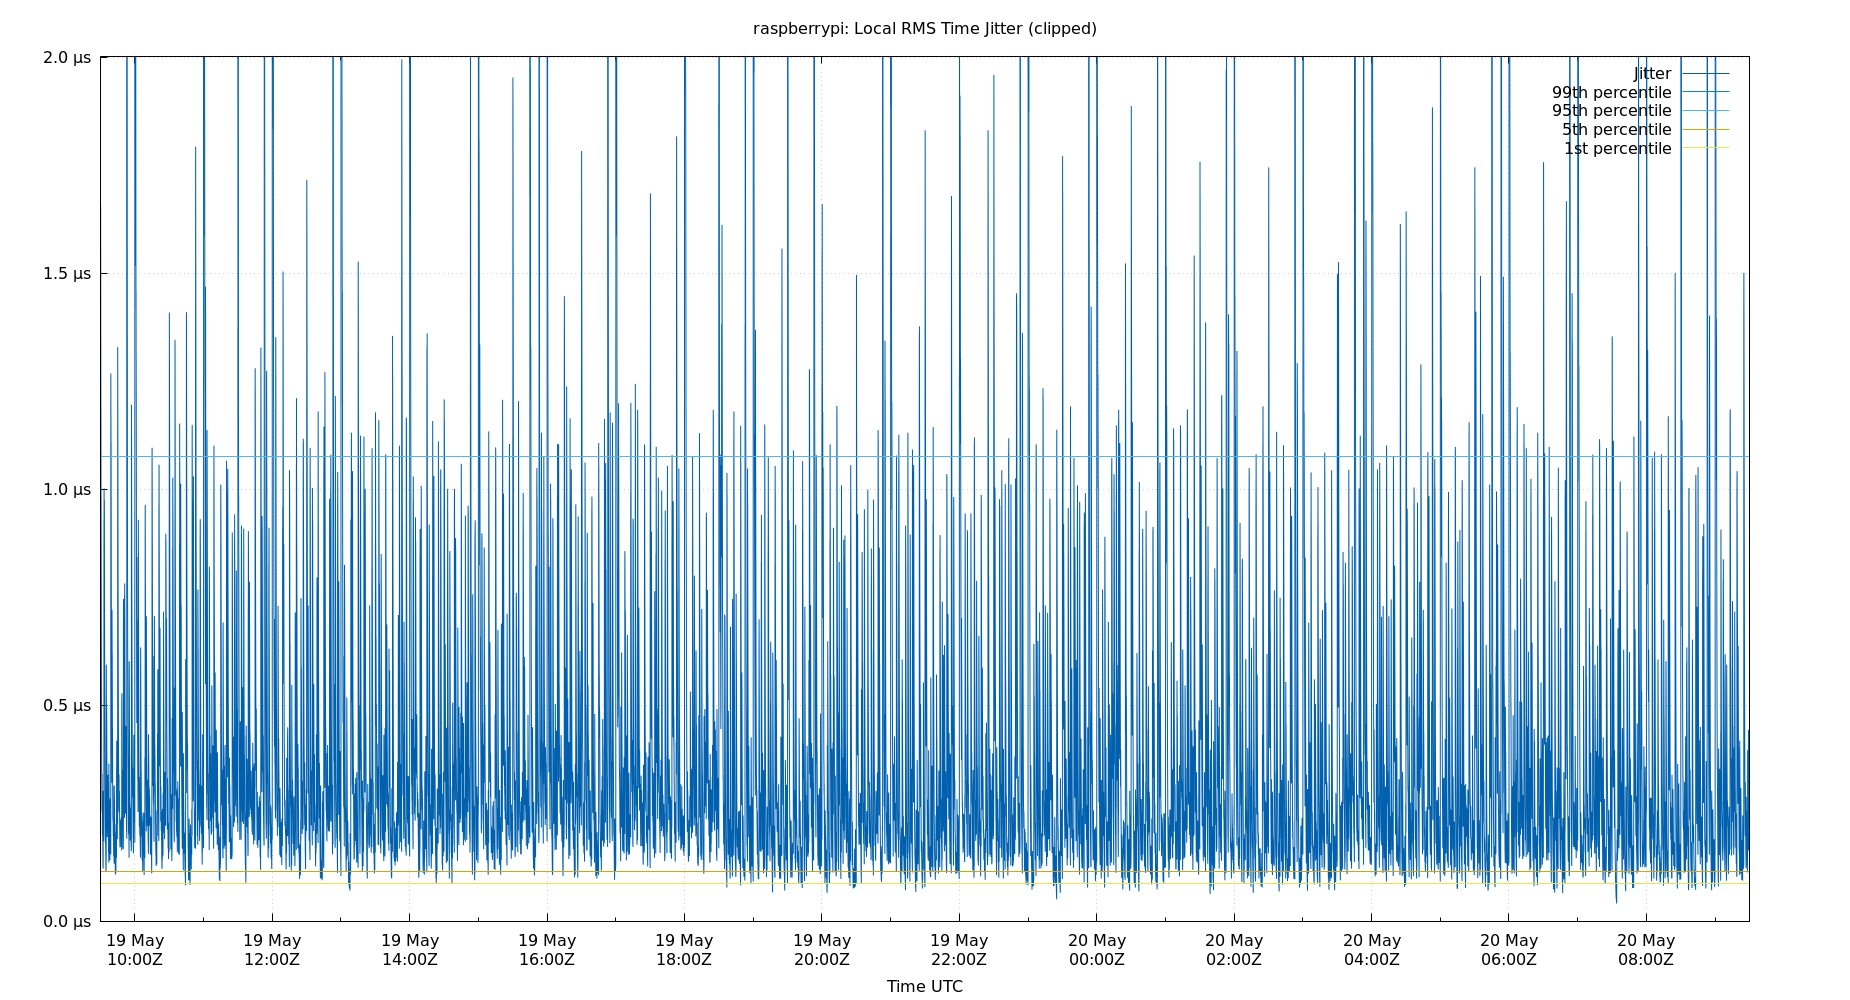 raspberrypi: Local RMS Time Jitter (clipped)
2.0 µs
1.5 µs
1.0 µs
0.5 µs
0.0 µs
Jitter
99th percentile
95th percentile
5th percentile
1st percentile
19 May 19 May 19 May 19 May 19 May 19 May 19 May 20 May 20 May 20 May 20 May 20 May
10:00Z 12:00Z 14:00Z 16:00Z 18:00Z 20:00Z 22:00Z 00:00Z 02:00Z 04:00Z 06:00Z 08:00Z
Time UTC